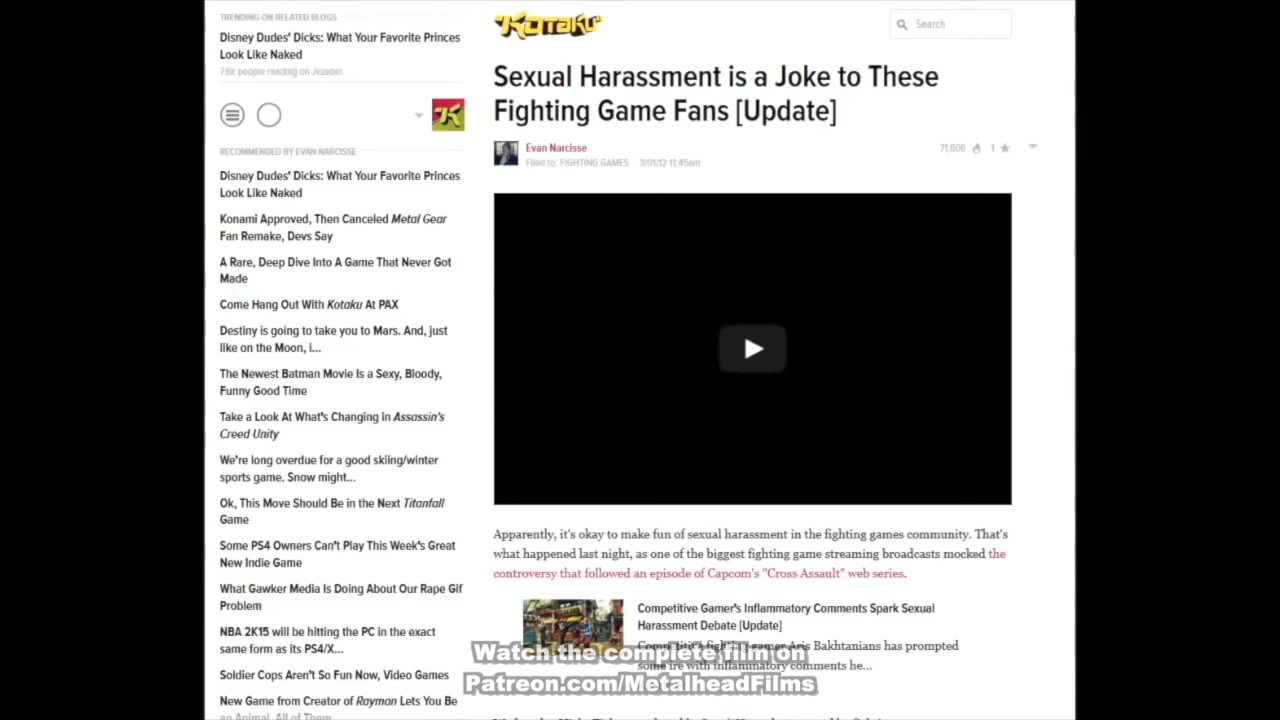 TRENDING ON RELATED BLOGS
Disney Dudes' Dicks: What Your Favorite Princes
Look Like Naked
7.6k people reading on Jezebel
RECOMMENDED BY EVAN NARCISSE
Disney Dudes' Dicks: What Your Favorite Princes
Look Like Naked
Konami Approved, Then Canceled Metal Gear
Fan Remake, Devs Say
A Rare, Deep Dive Into A Game That Never Got
Made
Come Hang Out With Kotaku At PAX
Destiny is going to take you to Mars. And, just
like on the Moon, i...
The Newest Batman Movie Is a Sexy, Bloody,
Funny Good Time
Take a Look At What's Changing in Assassin's
Creed Unity
We're long overdue for a good skiing/winter
sports game. Snow might...
Ok, This Move Should Be in the Next Titanfall
Game
Some PS4 Owners Can't Play This Week's Great
New Indie Game
What Gawker Media Is Doing About Our Rape Gif
Problem
NBA 2K15 will be hitting the PC in the exact
same form as its PS4/X...
Soldier Cops Aren't So Fun Now, Video Games
New Game from Creator of Rayman Lets You Be
an Animal. All of Them
KOTAKU
Search
Sexual Harassment is a Joke to These
Fighting Game Fans [Update]
Evan Narcisse
Filed to: FIGHTING GAMES 3/01/12 11:45am
71,606 1
Apparently, it's okay to make fun of sexual harassment in the fighting games community. That's
what happened last night, as one of the biggest fighting game streaming broadcasts mocked the
controversy that followed an episode of Capcom's "Cross Assault" web series.
Competitive Gamer's Inflammatory Comments Spark Sexual
Harassment Debate [Update]
Competitive fighting gamer Aris Bakhtanians has prompted
some ire with inflammatory comments he...
Watch the complete film on
Patreon.com/MetalheadFilms